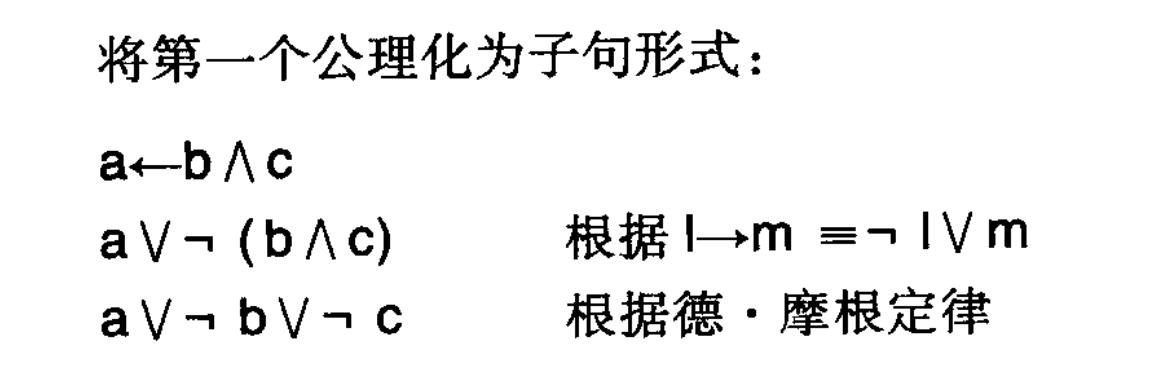 将第一个公理化为子句形式：
a←b∧c
a∨¬(b∧c) 根据 l→m ≡¬ l∨m
a∨¬ b∨¬ c 根据德·摩根定律